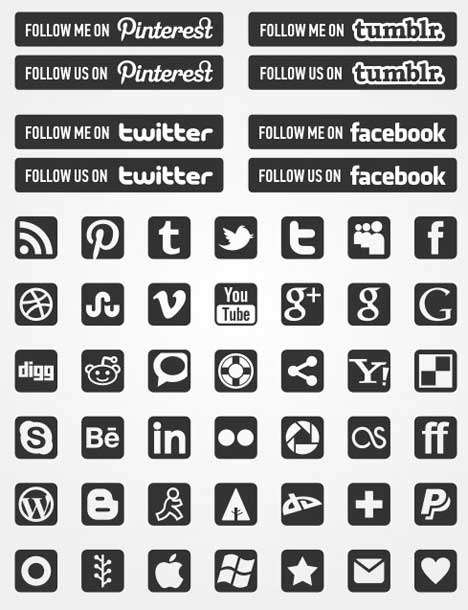 FOLLOW ME ON Pinterest
FOLLOW ME ON tumblr.
FOLLOW US ON Pinterest
FOLLOW US ON tumblr.
FOLLOW ME ON twitter
FOLLOW ME ON facebook
FOLLOW US ON twitter
FOLLOW US ON facebook
P t t f
t v You Tube g+ g G
digg Y!
S Bē in as ff
W B P